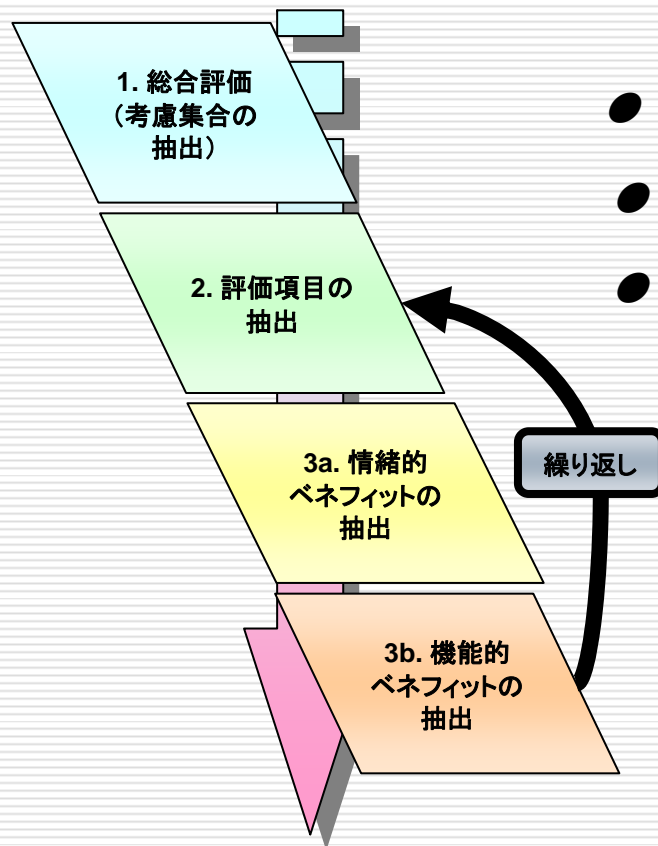 1. 総合評価
（考慮集合の
抽出）
2. 評価項目の
抽出
3a. 情緒的
ベネフィットの
抽出
繰り返し
3b. 機能的
ベネフィットの
抽出